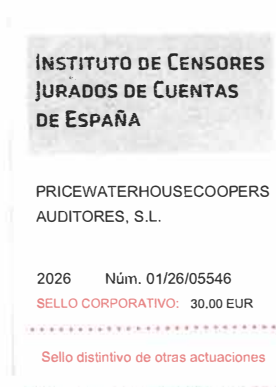 INSTITUTO DE CENSORES
JURADOS DE CUENTAS
DE ESPAÑA
PRICEWATERHOUSECOOPERS
AUDITORES, S.L.
2026 Núm. 01/26/05546
SELLO CORPORATIVO: 30.00 EUR
Sello distintivo de otras actuaciones